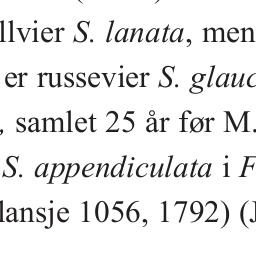 llvier S. lanata, men
er russevier S. glauc
, samlet 25 år før M.
S. appendiculata i F
lansje 1056, 1792) (J